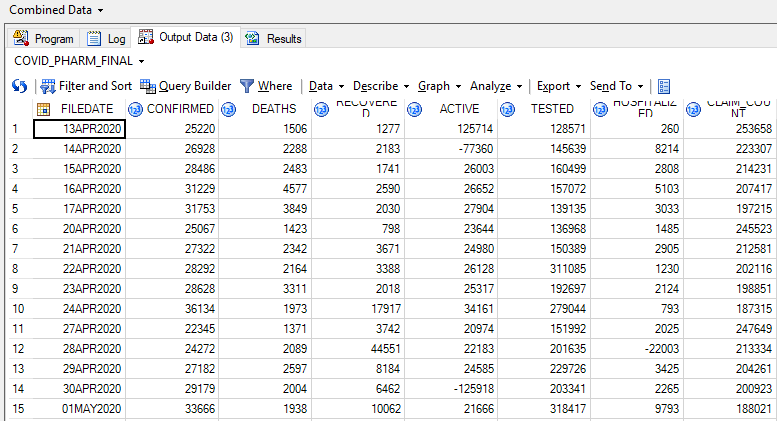 Combined Data
Program Log Output Data (3) Results
COVID_PHARM_FINAL
Filter and Sort Query Builder Where Data Describe Graph Analyze Export Send To
FILEDATE CONFIRMED DEATHS RECOVERED ACTIVE TESTED HOSPITALIZED CLAIM_COUNT
1 13APR2020 25220 1506 1277 125714 128571 260 253658
2 14APR2020 26928 2288 2183 -77360 145639 8214 223307
3 15APR2020 28486 2483 1741 26003 160499 2808 214231
4 16APR2020 31229 4577 2590 26652 157072 5103 207417
5 17APR2020 31753 3849 2030 27904 139135 3033 197215
6 20APR2020 25067 1423 798 23644 136968 1485 245523
7 21APR2020 27322 2342 3671 24980 150389 2905 212581
8 22APR2020 28292 2164 3388 26128 311085 1230 202116
9 23APR2020 28628 3311 2018 25317 192697 2124 198851
10 24APR2020 36134 1973 17917 34161 279044 793 187315
11 27APR2020 22345 1371 3742 20974 151992 2025 247649
12 28APR2020 24272 2089 44551 22183 201635 -22003 213334
13 29APR2020 27182 2597 8184 24585 229726 3425 204261
14 30APR2020 29179 2004 6462 -125918 203341 2265 200923
15 01MAY2020 33666 1938 10062 21666 318417 9793 188021